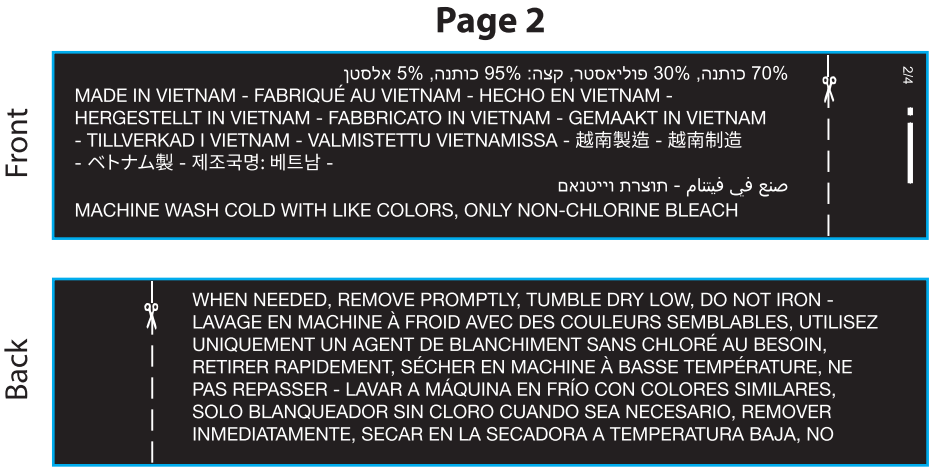 Page 2
Front
70% כותנה, 30% פוליאסטר, קצה: 95% כותנה, 5% אלסטן
MADE IN VIETNAM - FABRIQUÉ AU VIETNAM - HECHO EN VIETNAM -
HERGESTELLT IN VIETNAM - FABBRICATO IN VIETNAM - GEMAAKT IN VIETNAM
- TILLVERKAD I VIETNAM - VALMISTETTU VIETNAMISSA - 越南製造 - 越南制造
- ベトナム製 - 제조국명: 베트남 -
صنع في فيتنام - תוצרת וייטנאם
MACHINE WASH COLD WITH LIKE COLORS, ONLY NON-CHLORINE BLEACH
2/4
Back
WHEN NEEDED, REMOVE PROMPTLY, TUMBLE DRY LOW, DO NOT IRON -
LAVAGE EN MACHINE À FROID AVEC DES COULEURS SEMBLABLES, UTILISEZ
UNIQUEMENT UN AGENT DE BLANCHIMENT SANS CHLORÉ AU BESOIN,
RETIRER RAPIDEMENT, SÉCHER EN MACHINE À BASSE TEMPÉRATURE, NE
PAS REPASSER - LAVAR A MÁQUINA EN FRÍO CON COLORES SIMILARES,
SOLO BLANQUEADOR SIN CLORO CUANDO SEA NECESARIO, REMOVER
INMEDIATAMENTE, SECAR EN LA SECADORA A TEMPERATURA BAJA, NO